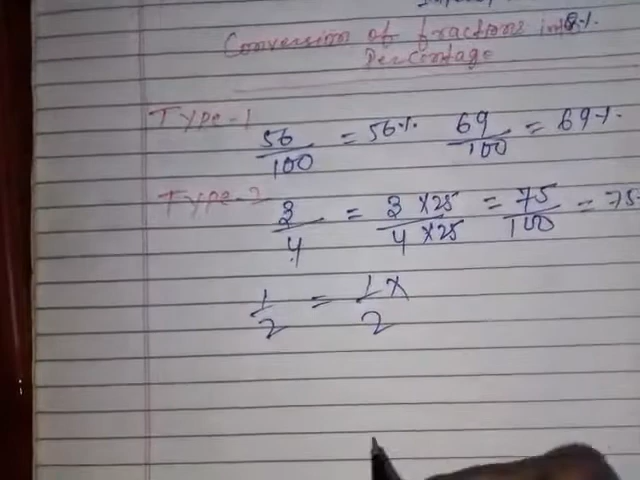 Conversion of fractions into %.
Percentage
Type-1
56/100 = 56% 69/100 = 69%.
Type-2
3/4 = 3 × 25/4 × 25 = 75/100 = 75
1/2 = 1 ×/2